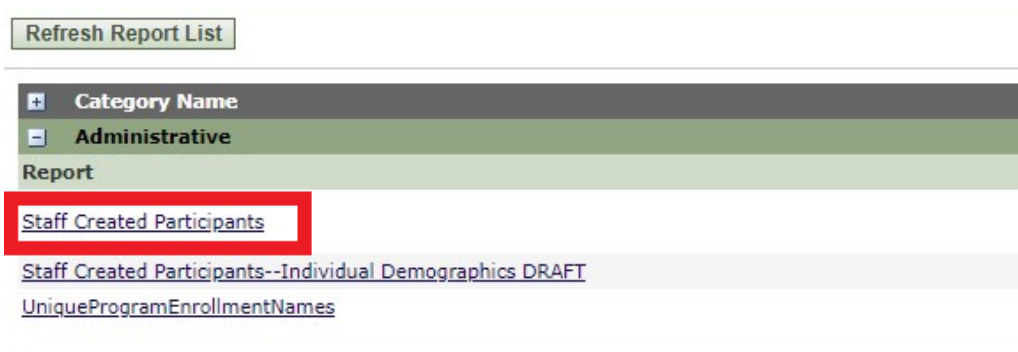 Refresh Report List
Category Name
Administrative
Report
Staff Created Participants
Staff Created Participants--Individual Demographics DRAFT
UniqueProgramEnrollmentNames